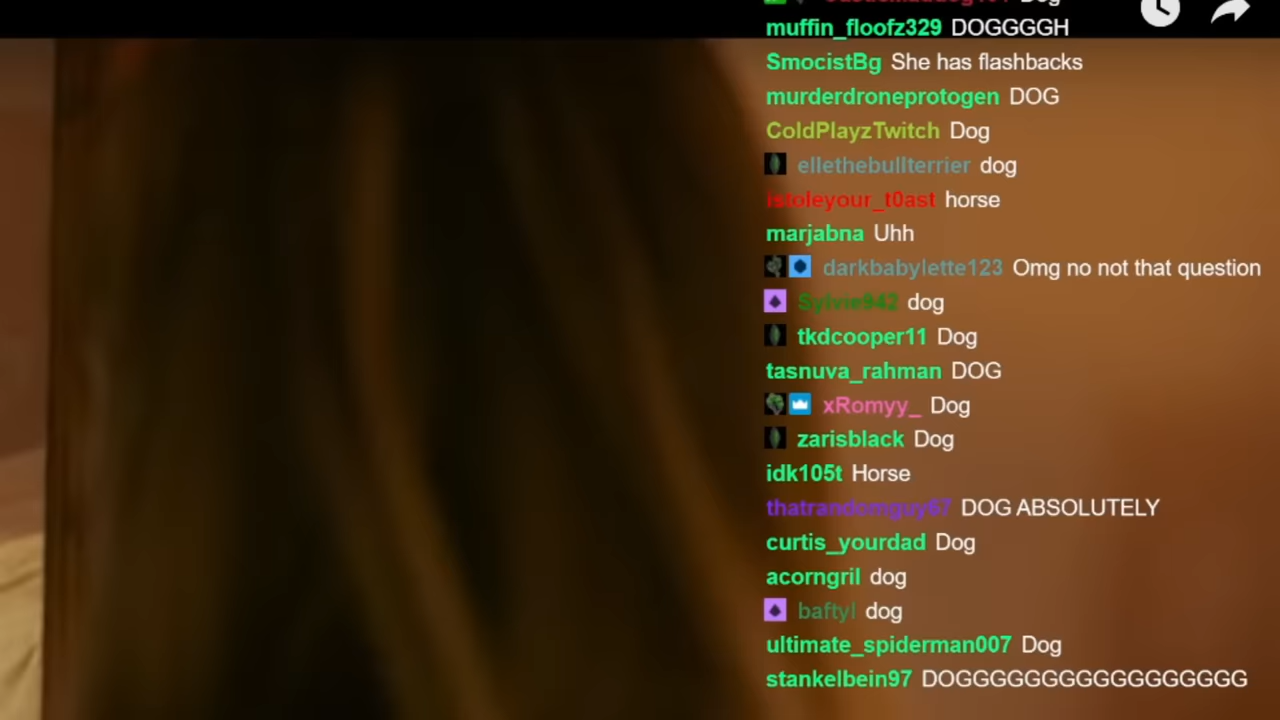 Dog
muffin_floofz329 DOGGGGH
SmocistBg She has flashbacks
murderdroneprotogen DOG
ColdPlayzTwitch Dog
ellethebullterrier dog
istoleyour_t0ast horse
marjabna Uhh
darkbabylette123 Omg no not that question
Sylvie942 dog
tkdcooper11 Dog
tasnuva_rahman DOG
xRomyy_ Dog
zarisblack Dog
idk105t Horse
thatrandomguy67 DOG ABSOLUTELY
curtis_yourdad Dog
acorngril dog
baftyl dog
ultimate_spiderman007 Dog
stankelbein97 DOGGGGGGGGGGGGGGGGGG